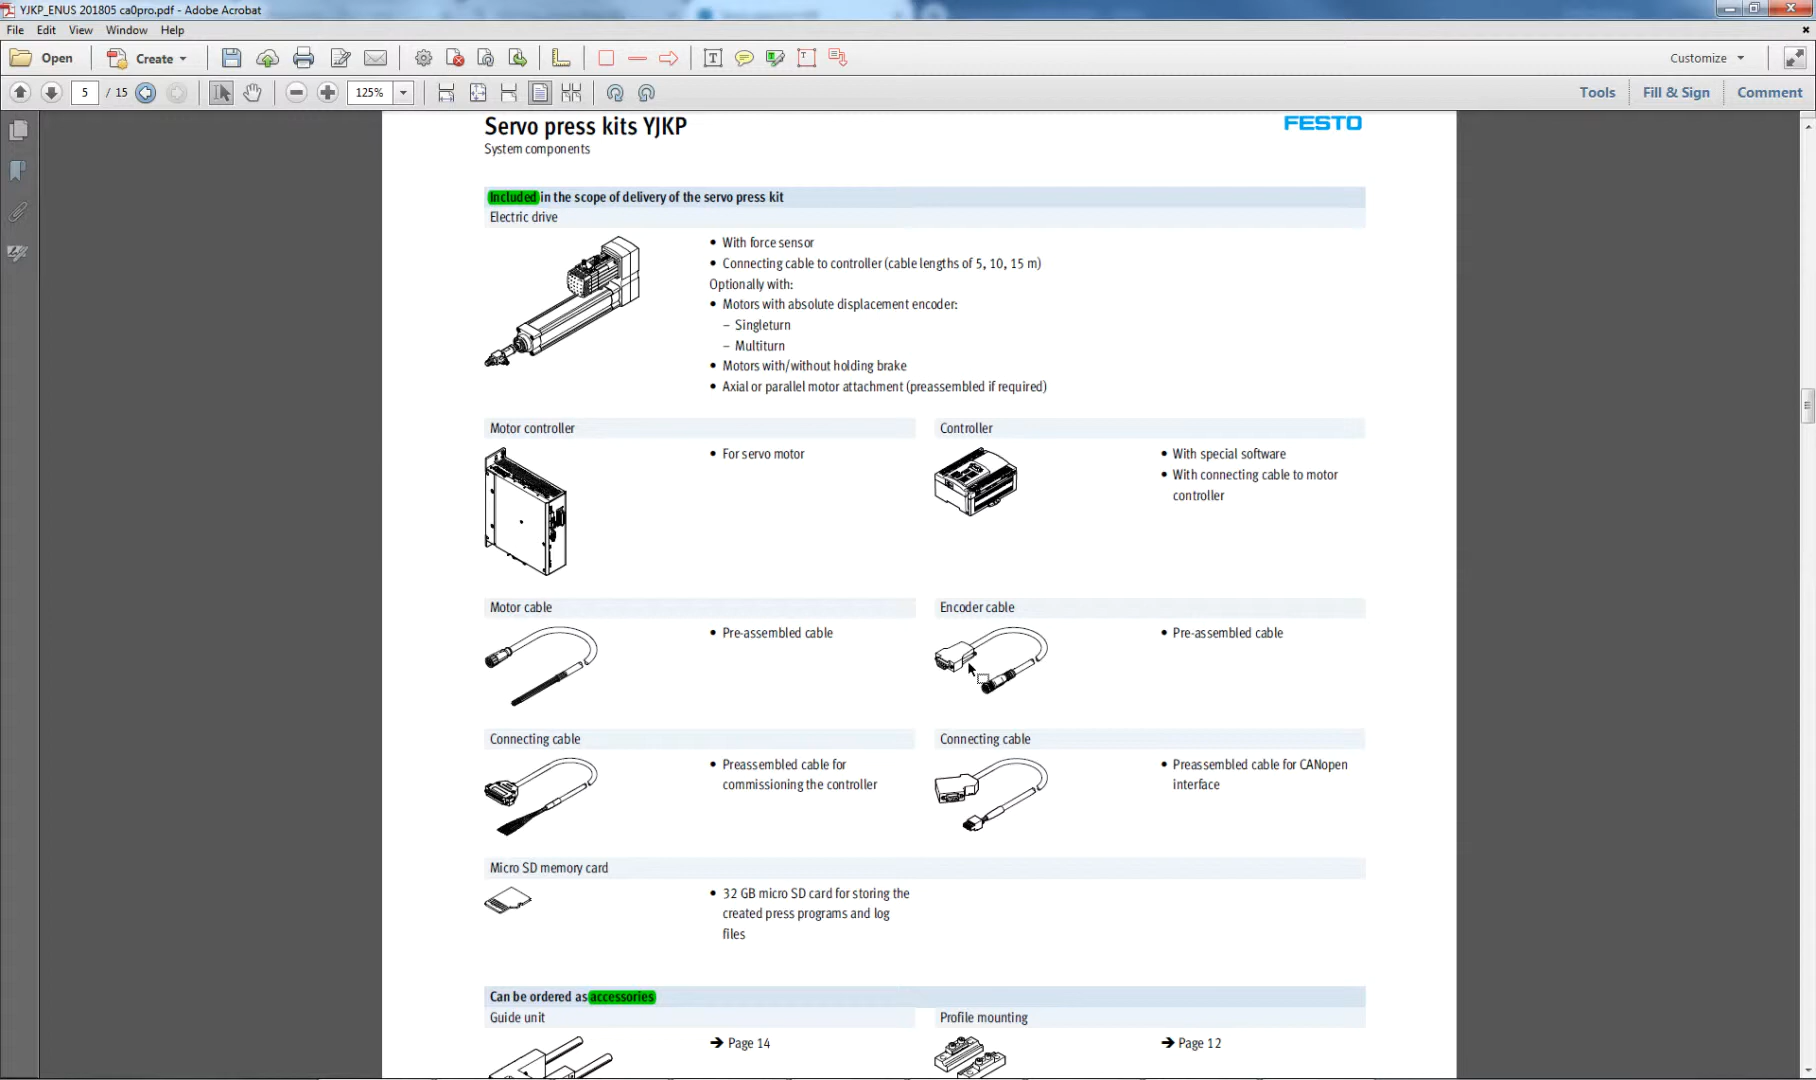 YJKP_ENUS 201805 ca0pro.pdf - Adobe Acrobat
File Edit View Window Help
Open Create Customize
5 / 15 125% Tools Fill & Sign Comment
Servo press kits YJKP
FESTO
System components
Included in the scope of delivery of the servo press kit
Electric drive
• With force sensor
• Connecting cable to controller (cable lengths of 5, 10, 15 m)
Optionally with:
• Motors with absolute displacement encoder:
– Singleturn
– Multiturn
• Motors with/without holding brake
• Axial or parallel motor attachment (preassembled if required)
Motor controller
• For servo motor
Controller
• With special software
• With connecting cable to motor
controller
Motor cable
• Pre-assembled cable
Encoder cable
• Pre-assembled cable
Connecting cable
• Preassembled cable for
commissioning the controller
Connecting cable
• Preassembled cable for CANopen
interface
Micro SD memory card
• 32 GB micro SD card for storing the
created press programs and log
files
Can be ordered as accessories
Guide unit
➔ Page 14
Profile mounting
➔ Page 12